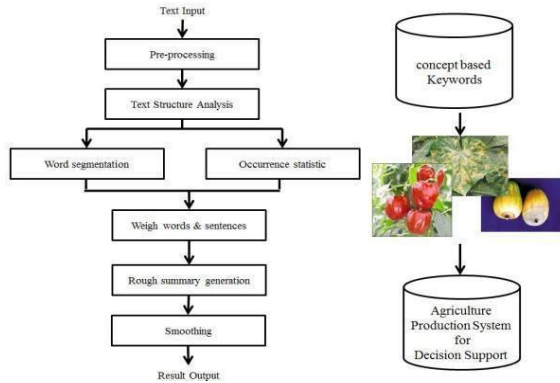 Text Input
Pre-processing
Text Structure Analysis
Word segmentation
Occurrence statistic
Weigh words & sentences
Rough summary generation
Smoothing
Result Output
concept based
Keywords
Agriculture
Production System
for
Decision Support